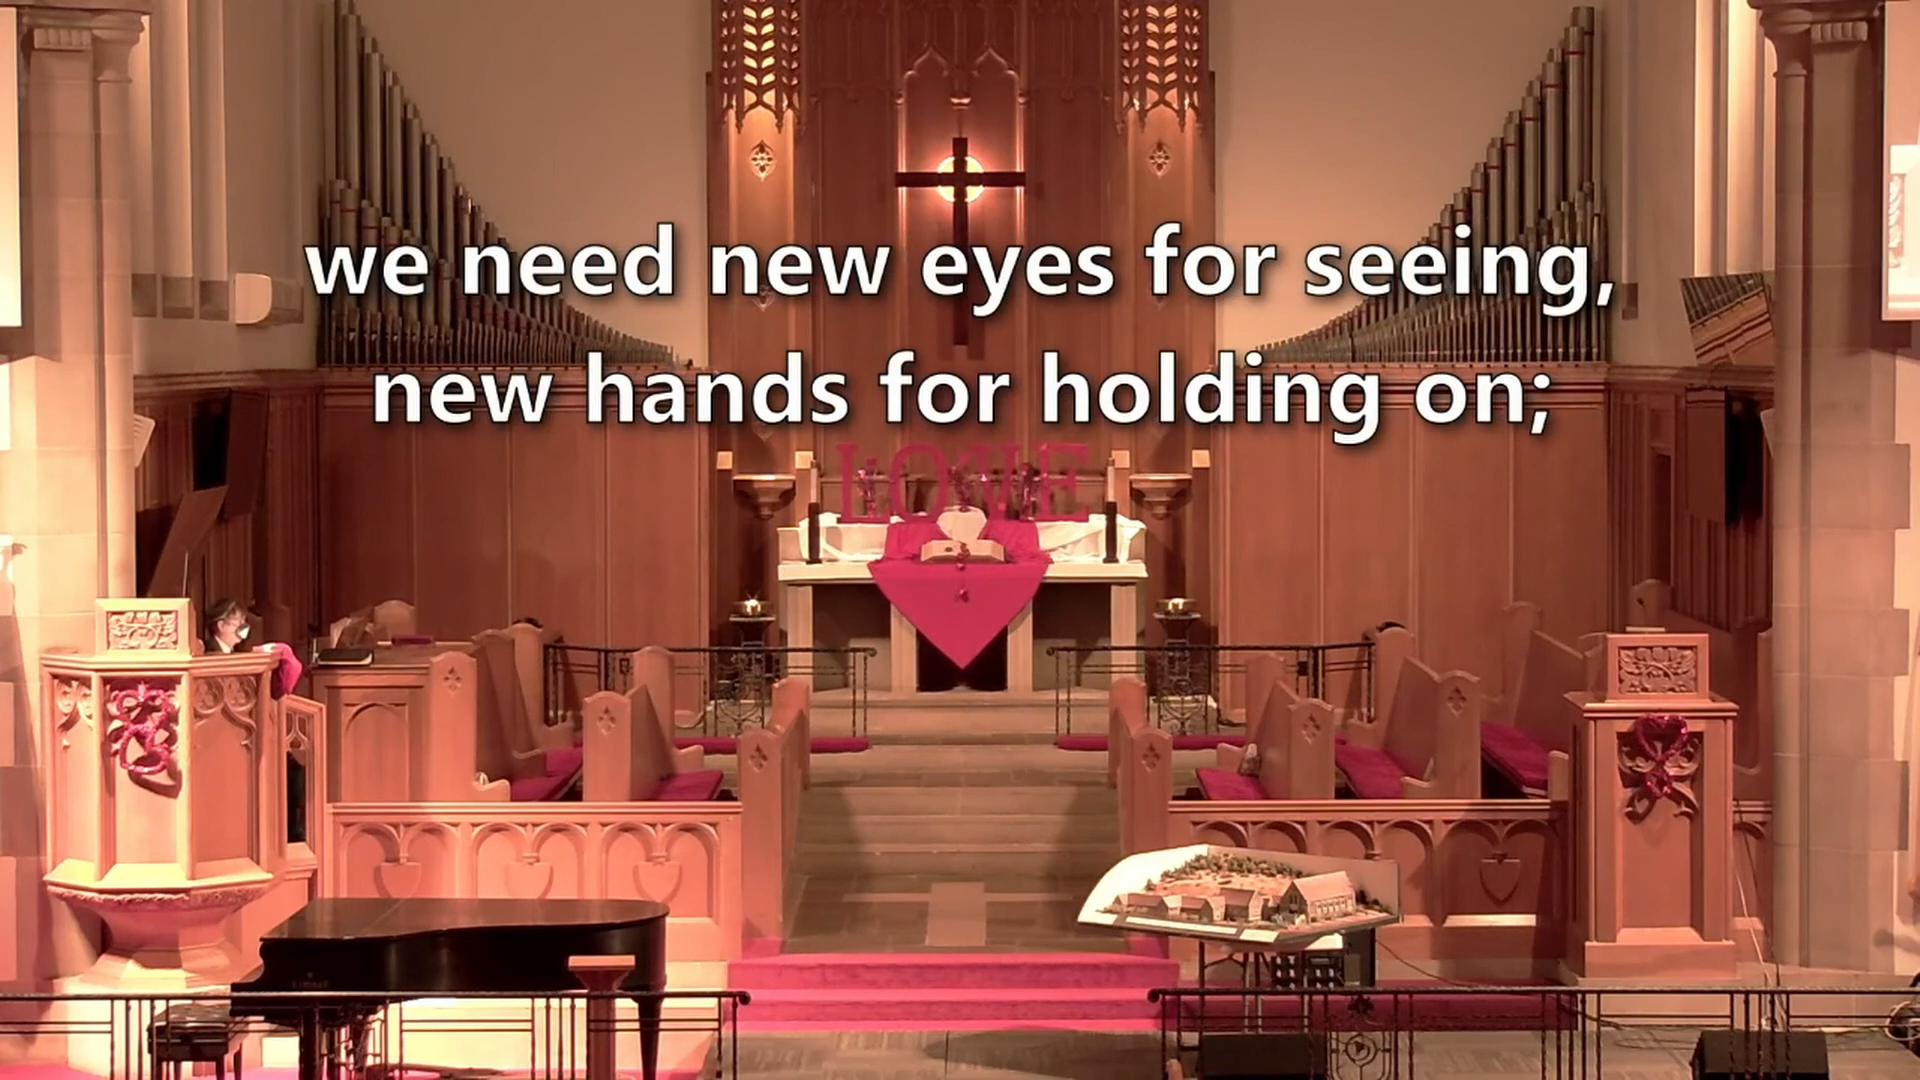 we need new eyes for seeing,
new hands for holding on;
LOVE